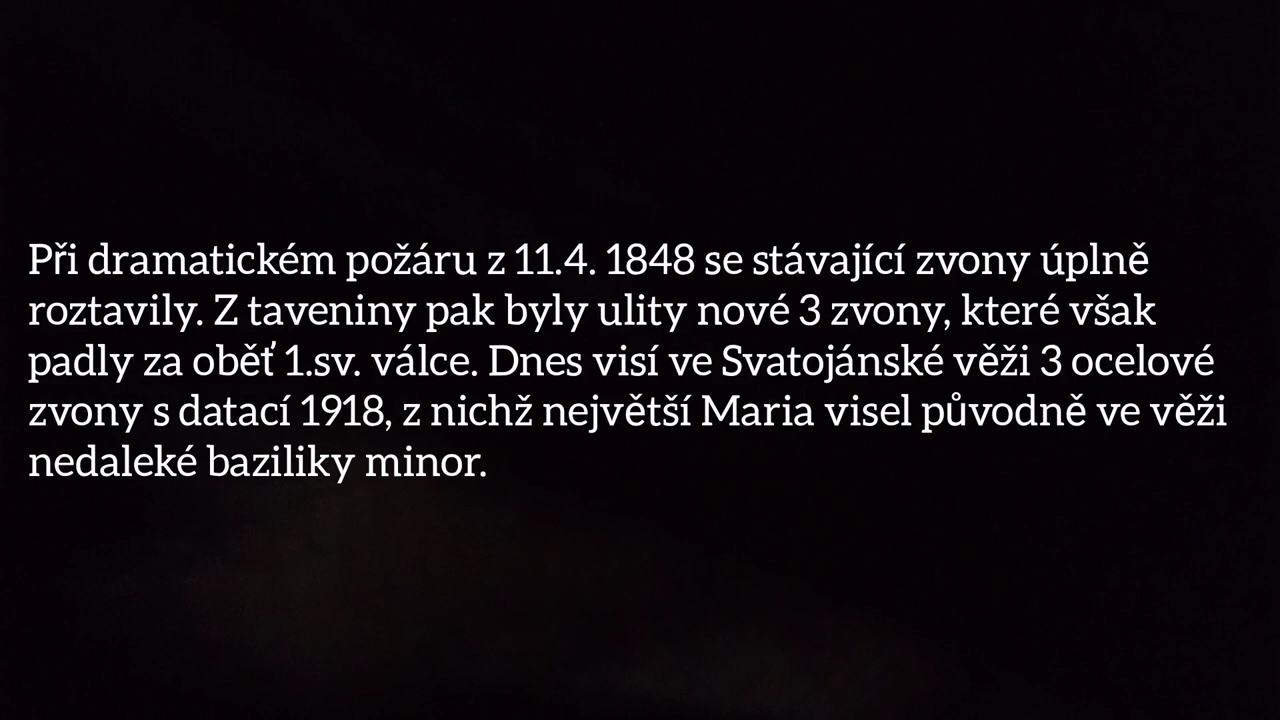 Při dramatickém požáru z 11.4. 1848 se stávající zvony úplně
roztavily. Z taveniny pak byly ulity nové 3 zvony, které však
padly za oběť 1.sv. válce. Dnes visí ve Svatojánské věži 3 ocelové
zvony s datací 1918, z nichž největší Maria visel původně ve věži
nedaleké baziliky minor.